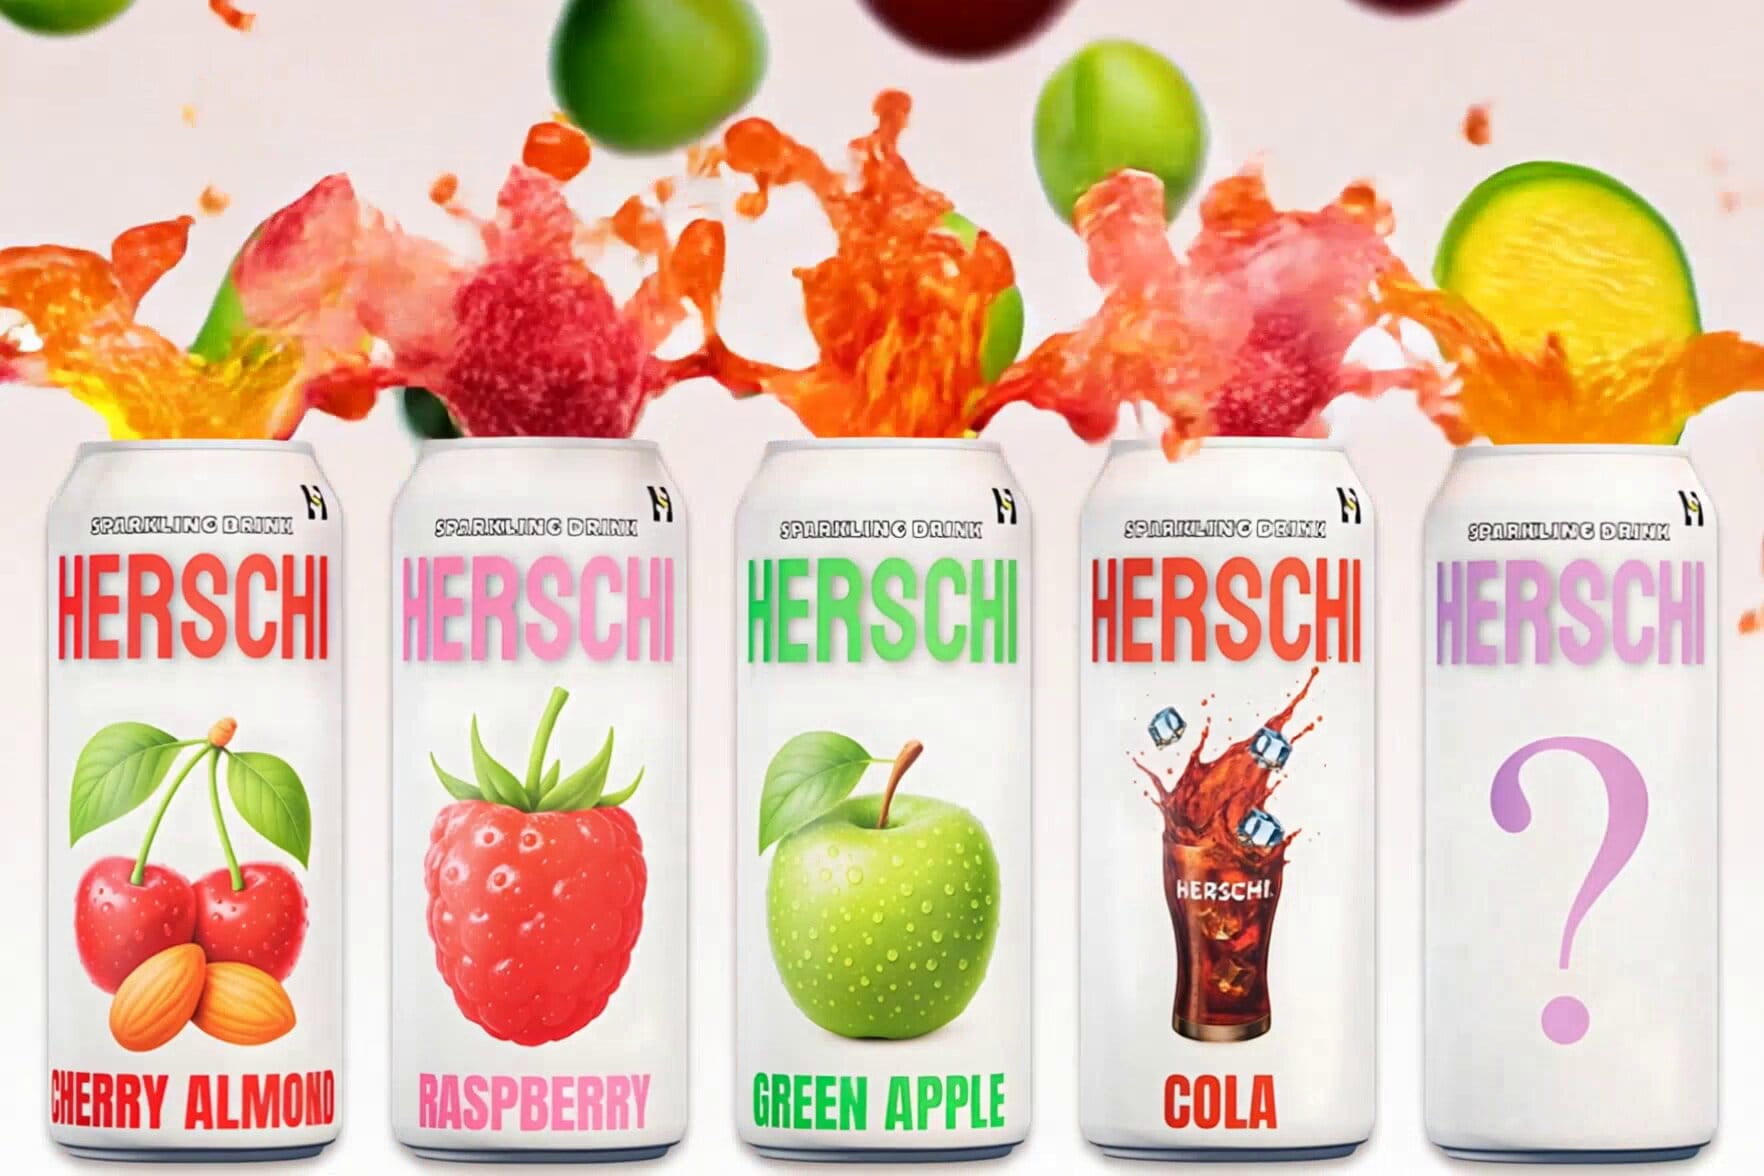 SPARKLING DRINK
HERSCHI
CHERRY ALMOND
SPARKLING DRINK
HERSCHI
RASPBERRY
SPARKLING DRINK
HERSCHI
GREEN APPLE
SPARKLING DRINK
HERSCHI
HERSCHI
COLA
SPARKLING DRINK
HERSCHI
?